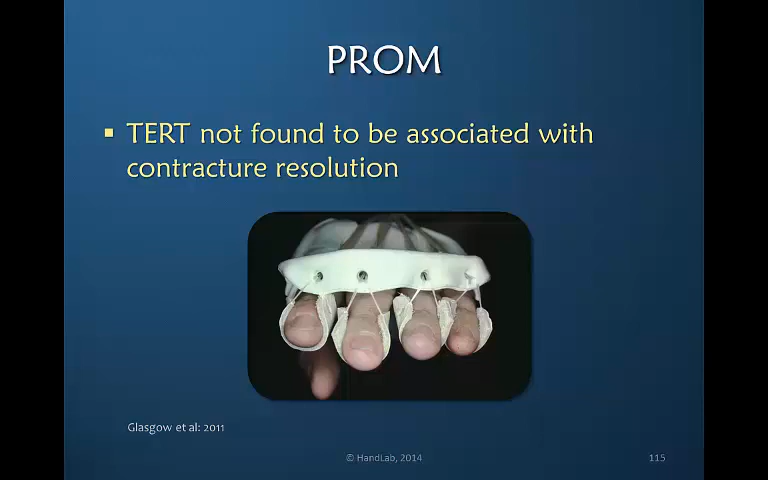 PROM
▪ TERT not found to be associated with
contracture resolution
Glasgow et al: 2011
© HandLab, 2014
115